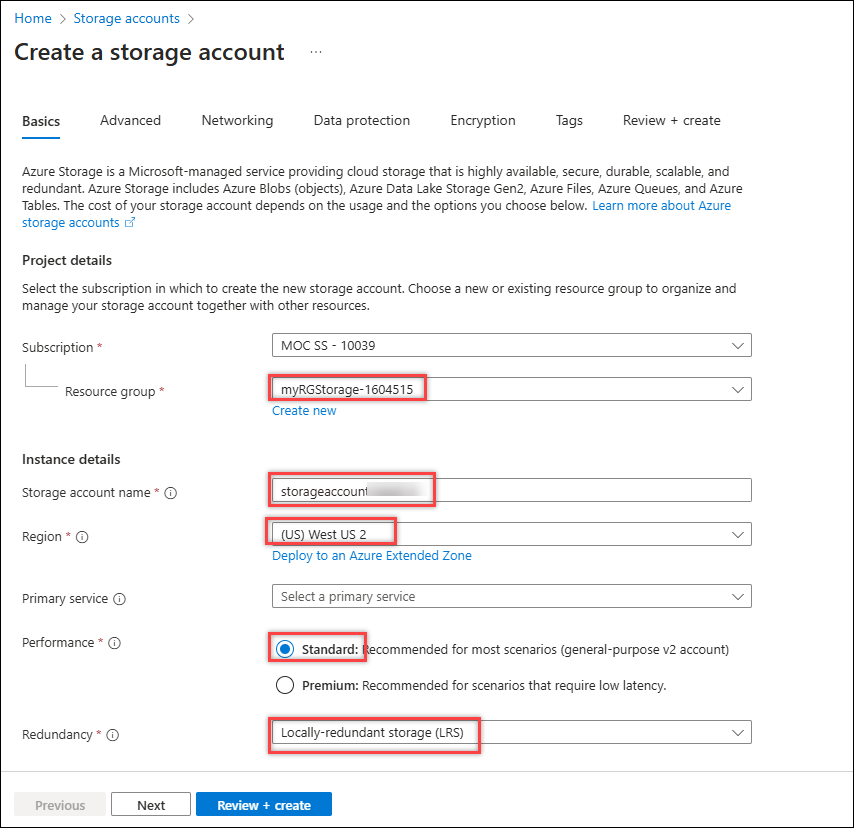 Home > Storage accounts >
Create a storage account ...
Basics Advanced Networking Data protection Encryption Tags Review + create
Azure Storage is a Microsoft-managed service providing cloud storage that is highly available, secure, durable, scalable, and
redundant. Azure Storage includes Azure Blobs (objects), Azure Data Lake Storage Gen2, Azure Files, Azure Queues, and Azure
Tables. The cost of your storage account depends on the usage and the options you choose below. Learn more about Azure
storage accounts
Project details
Select the subscription in which to create the new storage account. Choose a new or existing resource group to organize and
manage your storage account together with other resources.
Subscription * MOC SS - 10039
Resource group * myRGStorage-1604515
Create new
Instance details
Storage account name * storageaccount
Region * (US) West US 2
Deploy to an Azure Extended Zone
Primary service Select a primary service
Performance * Standard: Recommended for most scenarios (general-purpose v2 account)
Premium: Recommended for scenarios that require low latency.
Redundancy * Locally-redundant storage (LRS)
Previous Next Review + create